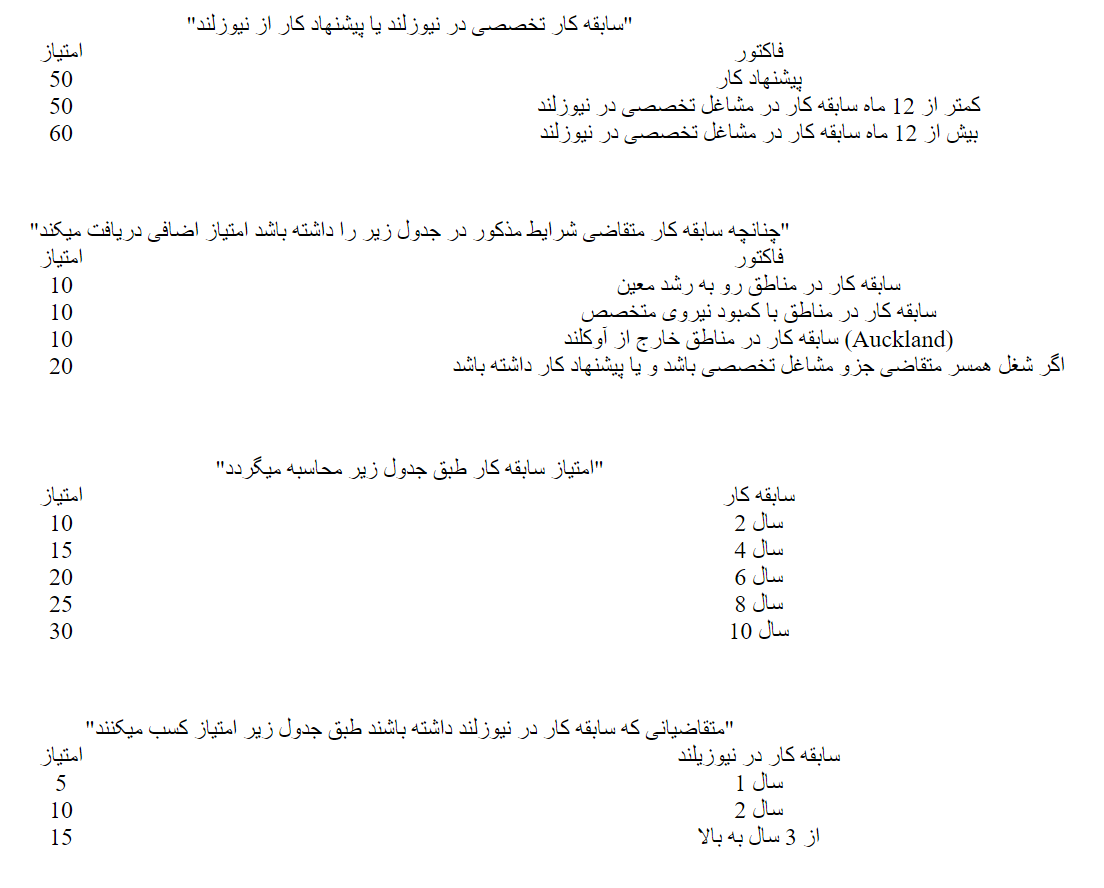 "سابقه کار تخصصی در نیوزلند یا پیشنهاد کار از نیوزلند"
فاکتور امتیاز
پیشنهاد کار 50
کمتر از 12 ماه سابقه کار در مشاغل تخصصی در نیوزلند 50
بیش از 12 ماه سابقه کار در مشاغل تخصصی در نیوزلند 60
"چنانچه سابقه کار متقاضی شرایط مذکور در جدول زیر را داشته باشد امتیاز اضافی دریافت میکند"
فاکتور امتیاز
سابقه کار در مناطق رو به رشد معین 10
سابقه کار در مناطق با کمبود نیروی متخصص 10
سابقه کار در مناطق خارج از آوکلند (Auckland) 10
اگر شغل همسر متقاضی جزو مشاغل تخصصی باشد و یا پیشنهاد کار داشته باشد 20
"امتیاز سابقه کار طبق جدول زیر محاسبه میگردد"
سابقه کار امتیاز
2 سال 10
4 سال 15
6 سال 20
8 سال 25
10 سال 30
"متقاضیانی که سابقه کار در نیوزلند داشته باشند طبق جدول زیر امتیاز کسب میکنند"
سابقه کار در نیوزیلند امتیاز
1 سال 5
2 سال 10
از 3 سال به بالا 15